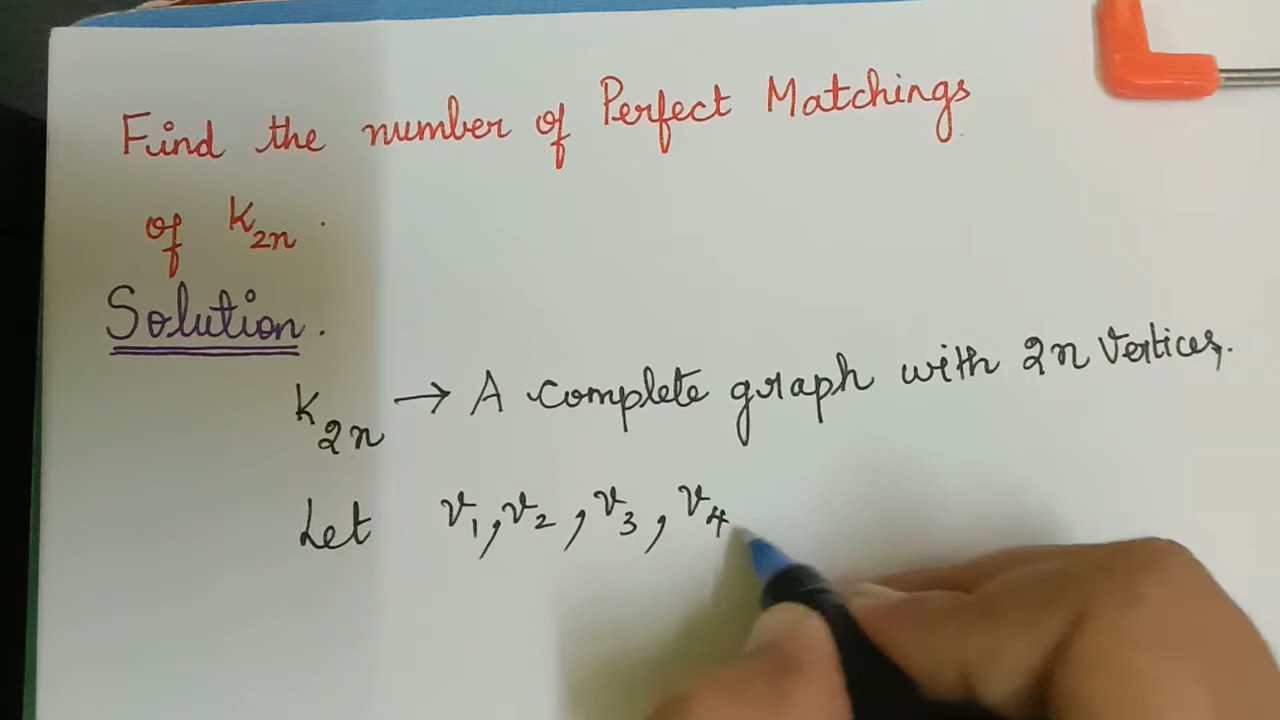 Find the number of Perfect Matchings
of K2n.
Solution.
K2n → A complete graph with 2n Vertices.
Let v1, v2, v3, v4